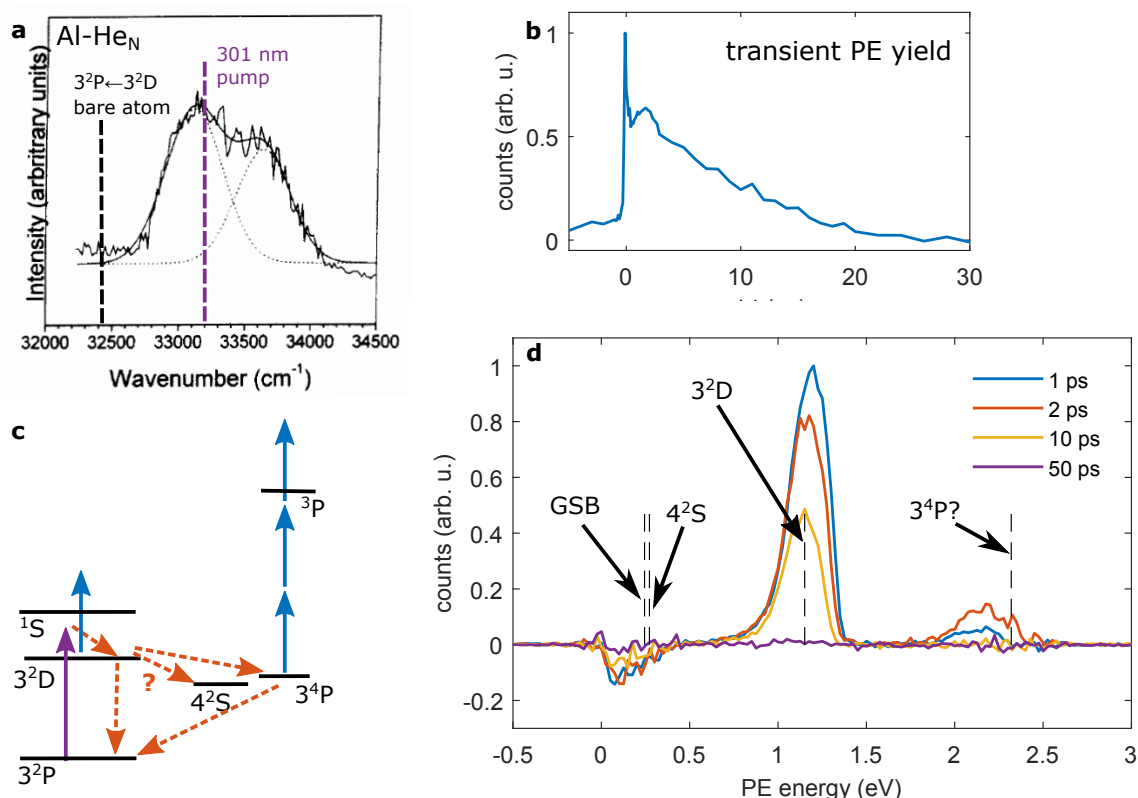 a
Al-HeN
301 nm
pump
3²P←3²D
bare atom
Intensity (arbritrary units)
32000 32500 33000 33500 34000 34500
Wavenumber (cm⁻¹)
b
transient PE yield
counts (arb. u.)
1
0.5
0
0 10 20 30
c
³P
¹S
3²D
?
4²S
3⁴P
3²P
d
3²D
1 ps
2 ps
10 ps
50 ps
GSB
4²S
3⁴P?
counts (arb. u.)
1
0.8
0.6
0.4
0.2
0
-0.2
-0.5 0 0.5 1 1.5 2 2.5 3
PE energy (eV)